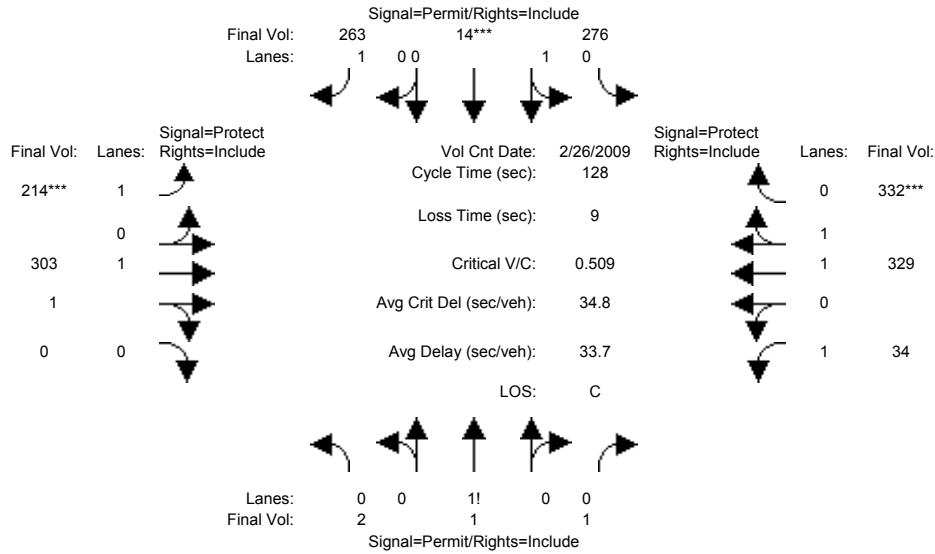 Signal=Permit/Rights=Include
Final Vol: 263 14*** 276
Lanes: 1 0 0 1 0
Signal=Protect Signal=Protect
Final Vol: Lanes: Rights=Include Vol Cnt Date: 2/26/2009 Rights=Include Lanes: Final Vol:
Cycle Time (sec): 128
214*** 1 0 332***
Loss Time (sec): 9
0 1
303 1 Critical V/C: 0.509 1 329
1 Avg Crit Del (sec/veh): 34.8 0
0 0 Avg Delay (sec/veh): 33.7 1 34
LOS: C
Lanes: 0 0 1! 0 0
Final Vol: 2 1 1
Signal=Permit/Rights=Include